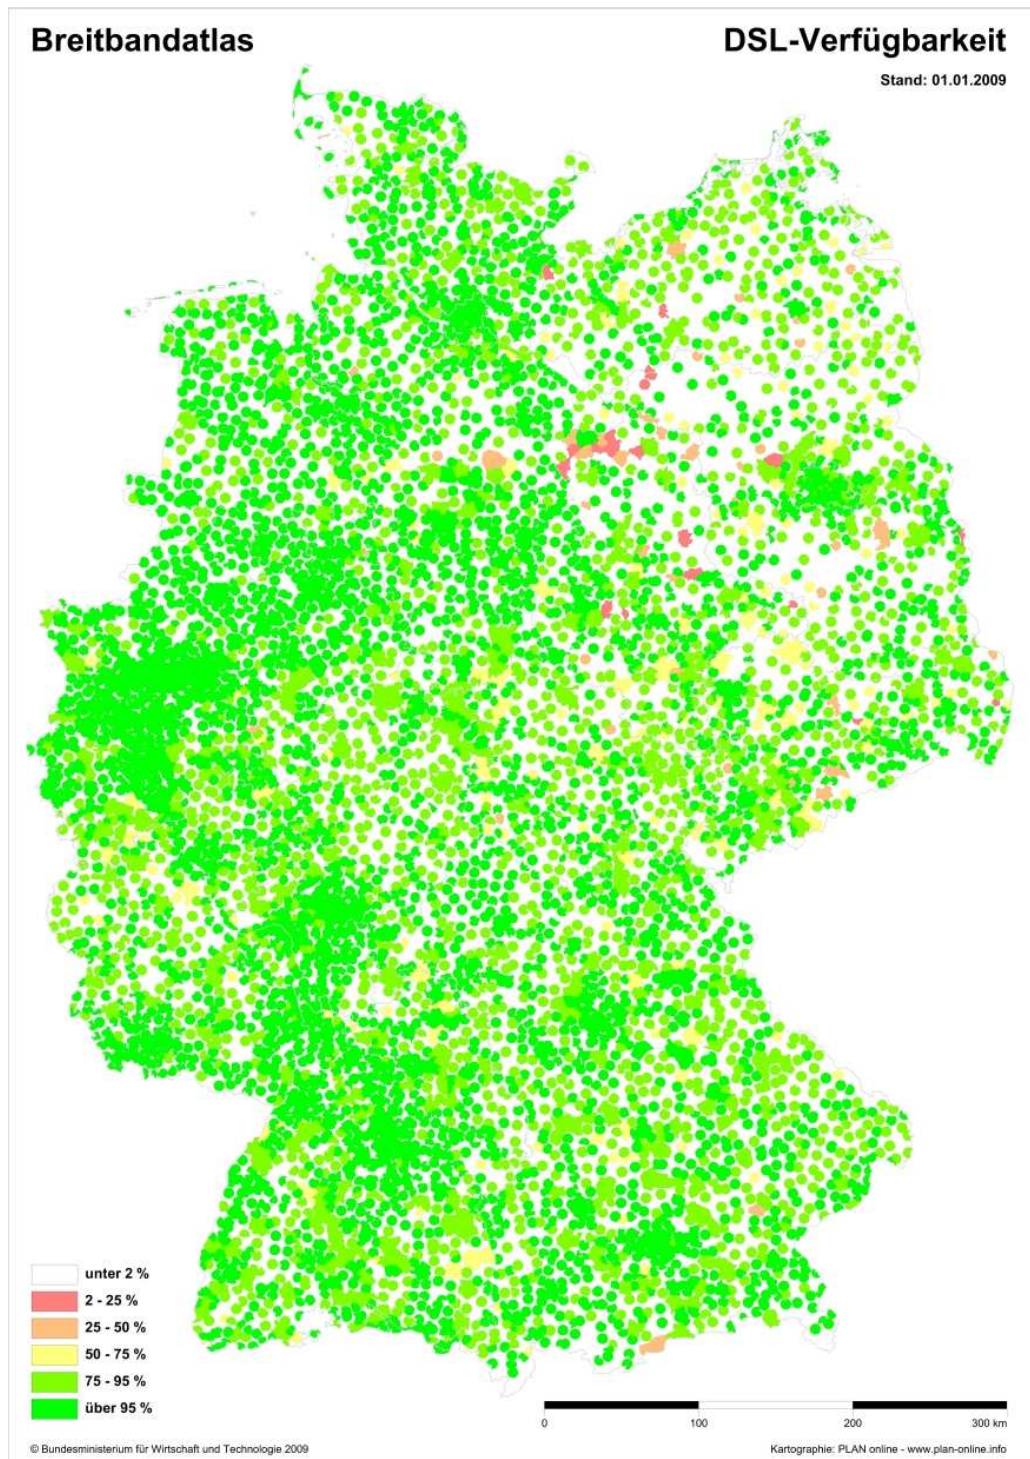 Breitbandatlas
DSL-Verfügbarkeit
Stand: 01.01.2009
unter 2 %
2 - 25 %
25 - 50 %
50 - 75 %
75 - 95 %
über 95 %
0 100 200 300 km
© Bundesministerium für Wirtschaft und Technologie 2009
Kartographie: PLAN online - www.plan-online.info